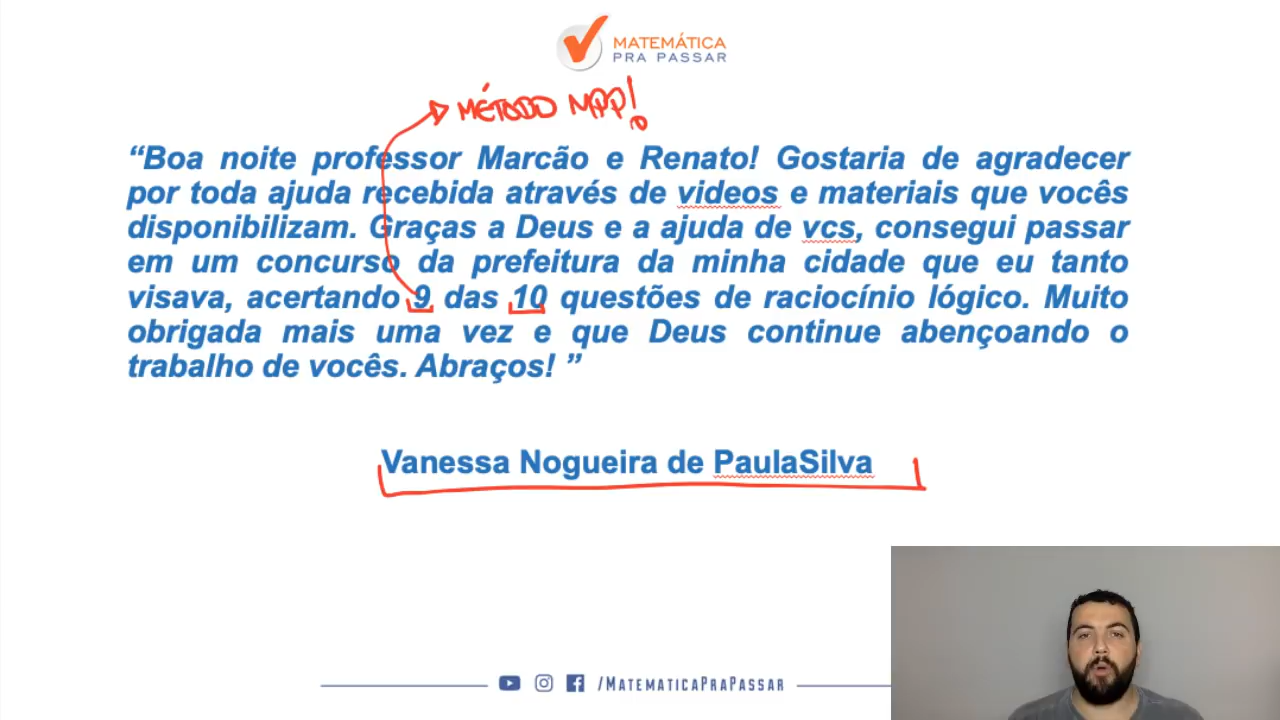 MATEMÁTICA
PRA PASSAR
MÉTODO MPP!
“Boa noite professor Marcão e Renato! Gostaria de agradecer
por toda ajuda recebida através de videos e materiais que vocês
disponibilizam. Graças a Deus e a ajuda de vcs, consegui passar
em um concurso da prefeitura da minha cidade que eu tanto
visava, acertando 9 das 10 questões de raciocínio lógico. Muito
obrigada mais uma vez e que Deus continue abençoando o
trabalho de vocês. Abraços! ”
Vanessa Nogueira de PaulaSilva
/MATEMATICAPRAPASSAR